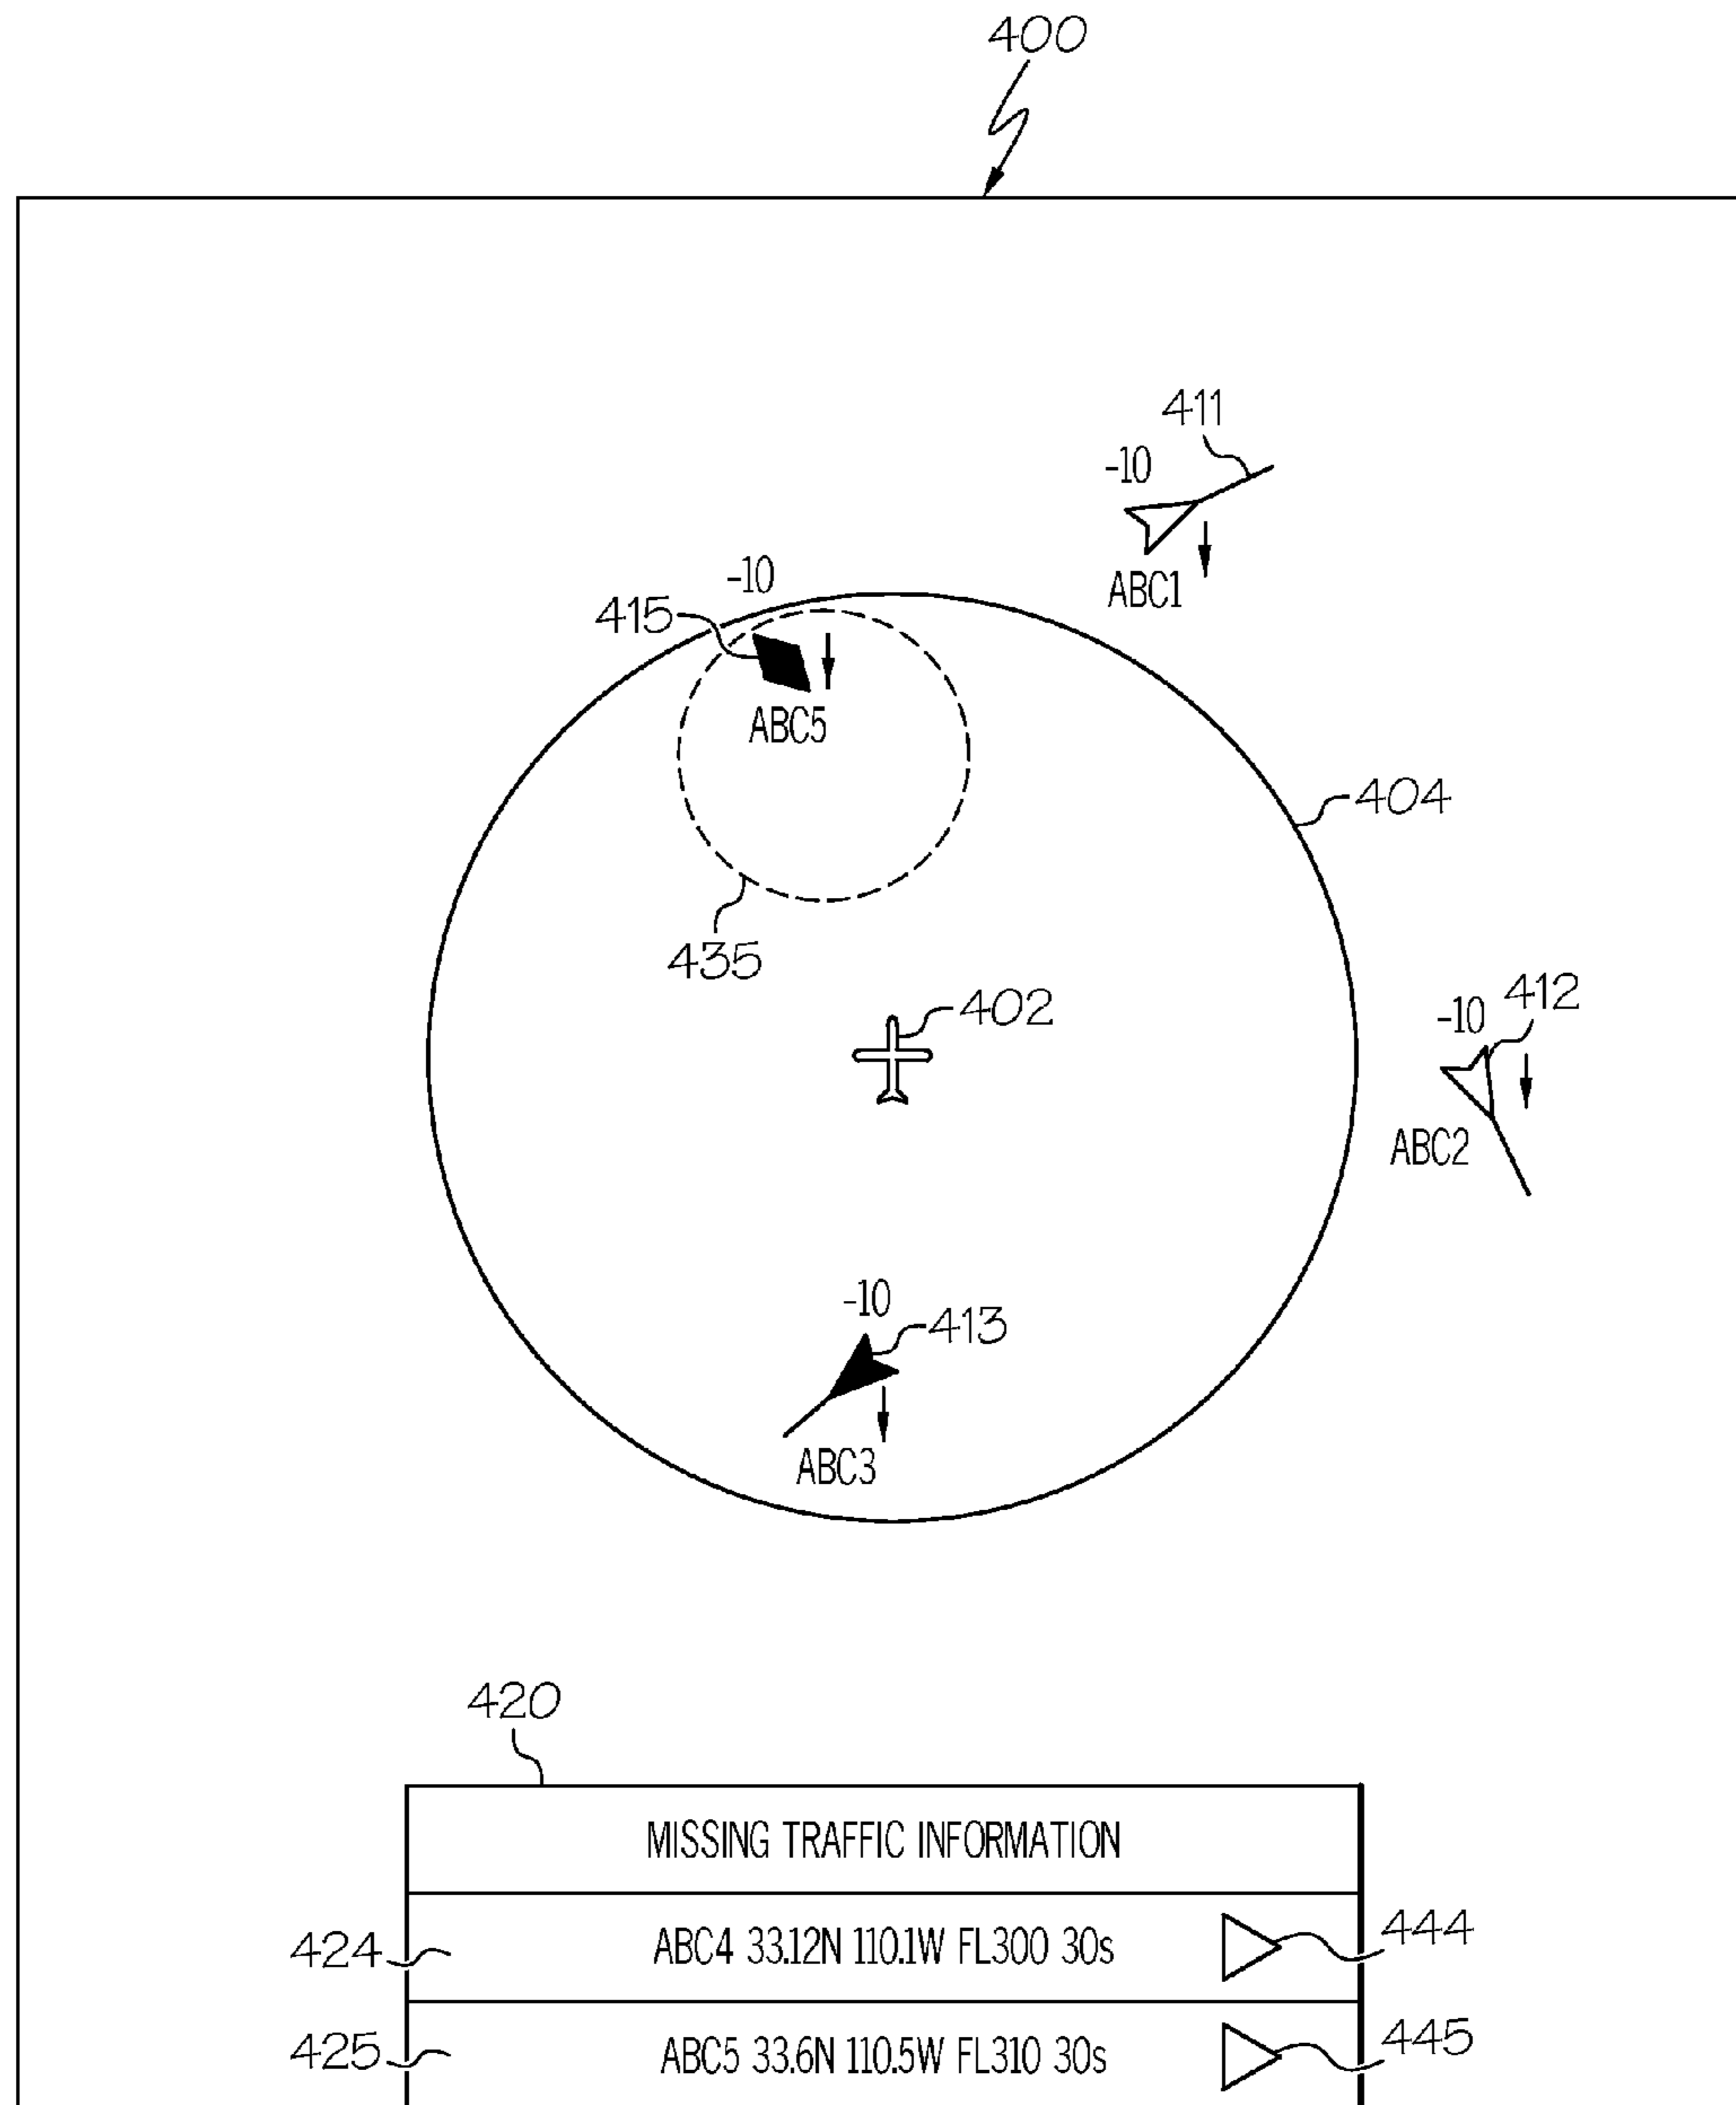 400
411
-10
ABC1
-10
415
ABC5
404
435
402
412
-10
ABC2
-10
413
ABC3
420
MISSING TRAFFIC INFORMATION
424 ABC4 33.12N 110.1W FL300 30s 444
425 ABC5 33.6N 110.5W FL310 30s 445